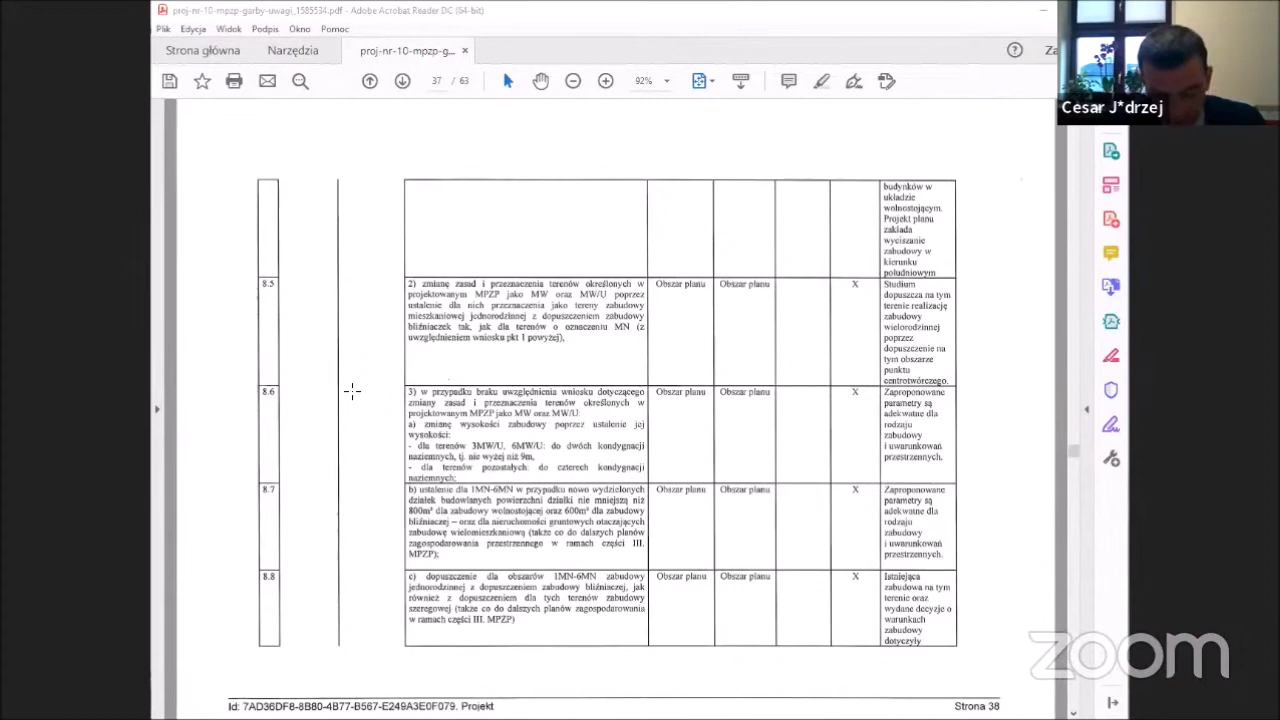 proj-nr-10-mpzp-garby-uwagi_1585534.pdf - Adobe Acrobat Reader DC (64-bit)
Plik Edycja Widok Podpis Okno Pomoc
Strona główna Narzędzia proj-nr-10-mpzp-g... × Za
37 / 63 92%
Cesar J*drzej
budynków w
układzie
wolnostojącym.
Projekt planu
zakłada
wyciszanie
zabudowy w
kierunku
południowym
8.5
2) zmianę zasad i przeznaczenia terenów określonych w
projektowanym MPZP jako MW oraz MW/U poprzez
ustalenie dla nich przeznaczenia jako tereny zabudowy
mieszkaniowej jednorodzinnej z dopuszczeniem zabudowy
bliźniaczek tak, jak dla terenów o oznaczeniu MN (z
uwzględnieniem wniosku pkt 1 powyżej),
Obszar planu
Obszar planu
X
Studium
dopuszcza na tym
terenie realizację
zabudowy
wielorodzinnej
poprzez
dopuszczenie na
tym obszarze
punktu
centrotwórczego.
8.6
3) w przypadku braku uwzględnienia wniosku dotyczącego
zmiany zasad i przeznaczenia terenów określonych w
projektowanym MPZP jako MW oraz MW/U:
a) zmianę wysokości zabudowy poprzez ustalenie jej
wysokości:
- dla terenów 3MW/U, 6MW/U: do dwóch kondygnacji
naziemnych, tj. nie wyżej niż 9m,
- dla terenów pozostałych: do czterech kondygnacji
naziemnych;
Obszar planu
Obszar planu
X
Zaproponowane
parametry są
adekwatne dla
rodzaju
zabudowy
i uwarunkowań
przestrzennych.
8.7
b) ustalenie dla 1MN-6MN w przypadku nowo wydzielonych
działek budowlanych powierzchni działki nie mniejszą niż
800m² dla zabudowy wolnostojącej oraz 600m² dla zabudowy
bliźniaczej – oraz dla nieruchomości gruntowych otaczających
zabudowę wielomieszkaniową (także co do dalszych planów
zagospodarowania przestrzennego w ramach części III.
MPZP);
Obszar planu
Obszar planu
X
Zaproponowane
parametry są
adekwatne dla
rodzaju
zabudowy
i uwarunkowań
przestrzennych.
8.8
c) dopuszczenie dla obszarów 1MN-6MN zabudowy
jednorodzinnej z dopuszczeniem zabudowy bliźniaczej, jak
również z dopuszczeniem dla tych terenów zabudowy
szeregowej (także co do dalszych planów zagospodarowania
w ramach części III. MPZP)
Obszar planu
Obszar planu
X
Istniejąca
zabudowa na tym
terenie oraz
wydane decyzje o
warunkach
zabudowy
dotyczyły
Id: 7AD36DF8-8B80-4B77-B567-E249A3E0F079. Projekt
Strona 38
zoom